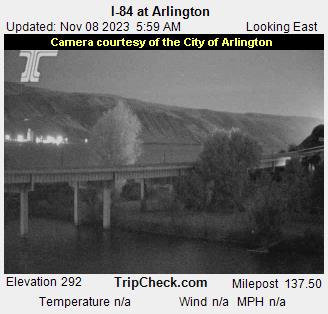 I-84 at Arlington
Updated: Nov 08 2023 5:59 AM Looking East
Camera courtesy of the City of Arlington
Elevation 292 TripCheck.com Milepost 137.50
Temperature n/a Wind n/a MPH n/a